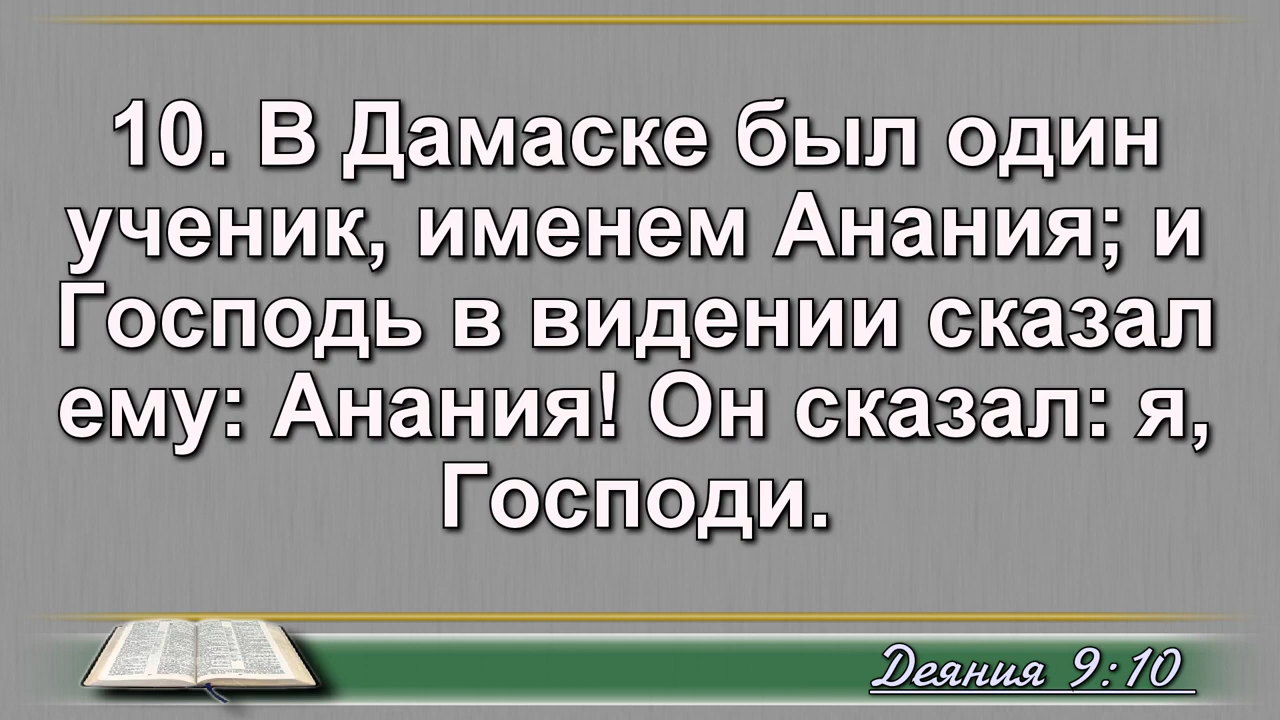 10. В Дамаске был один
ученик, именем Анания; и
Господь в видении сказал
ему: Анания! Он сказал: я,
Господи.
Деяния 9:10